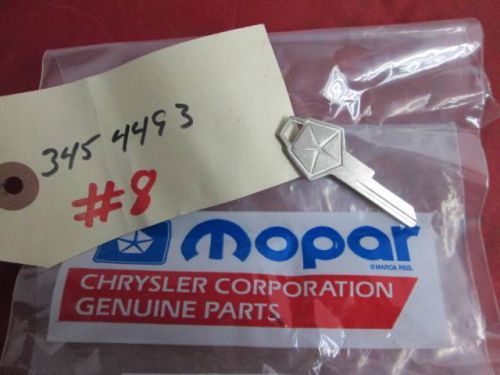 345 4493
#8
mopar
©MARCA REG.
CHRYSLER CORPORATION
GENUINE PARTS